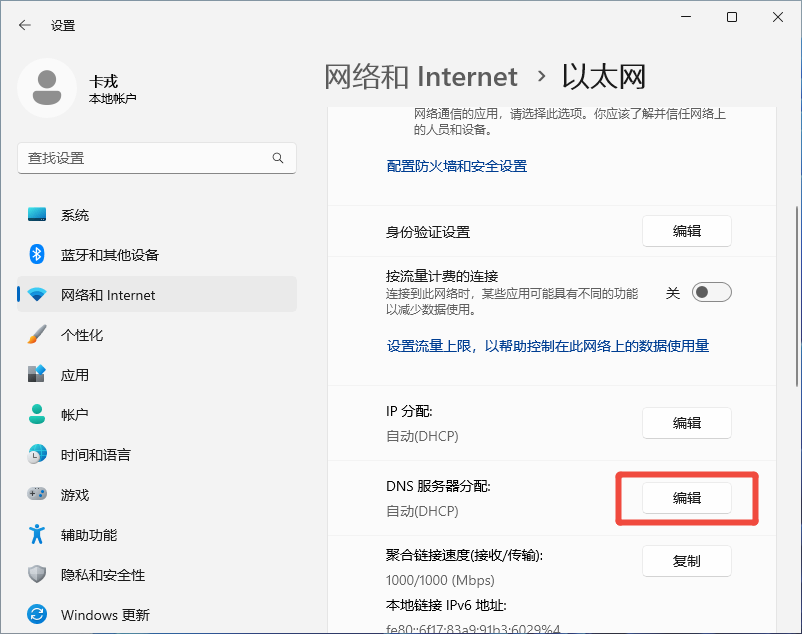 设置
卡戎
本地帐户
查找设置
系统
蓝牙和其他设备
网络和 Internet
个性化
应用
帐户
时间和语言
游戏
辅助功能
隐私和安全性
Windows 更新
网络和 Internet › 以太网
网络通信的应用，请选择此选项。你应该了解并信任网络上
的人员和设备。
配置防火墙和安全设置
身份验证设置
编辑
按流量计费的连接
连接到此网络时，某些应用可能具有不同的功能
以减少数据使用。
关
设置流量上限，以帮助控制在此网络上的数据使用量
IP 分配:
自动(DHCP)
编辑
DNS 服务器分配:
自动(DHCP)
编辑
聚合链接速度(接收/传输):
1000/1000 (Mbps)
复制
本地链接 IPv6 地址:
fe80::6f17:83a9:91b3:6029%4